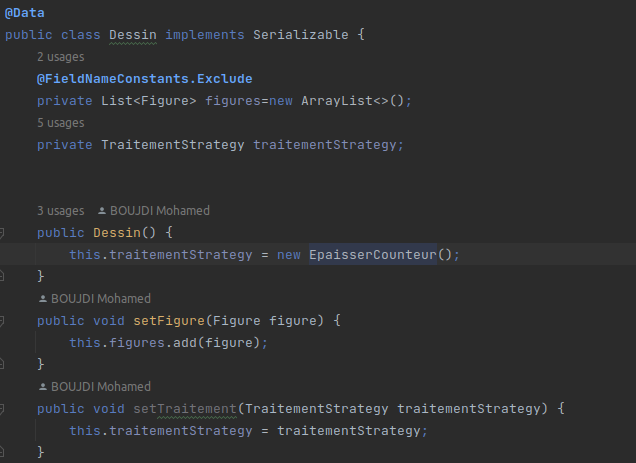 @Data
public class Dessin implements Serializable {
2 usages
@FieldNameConstants.Exclude
private List<Figure> figures=new ArrayList<>();
5 usages
private TraitementStrategy traitementStrategy;
3 usages BOUJDI Mohamed
public Dessin() {
this.traitementStrategy = new EpaisserCounteur();
}
BOUJDI Mohamed
public void setFigure(Figure figure) {
this.figures.add(figure);
}
BOUJDI Mohamed
public void setTraitement(TraitementStrategy traitementStrategy) {
this.traitementStrategy = traitementStrategy;
}